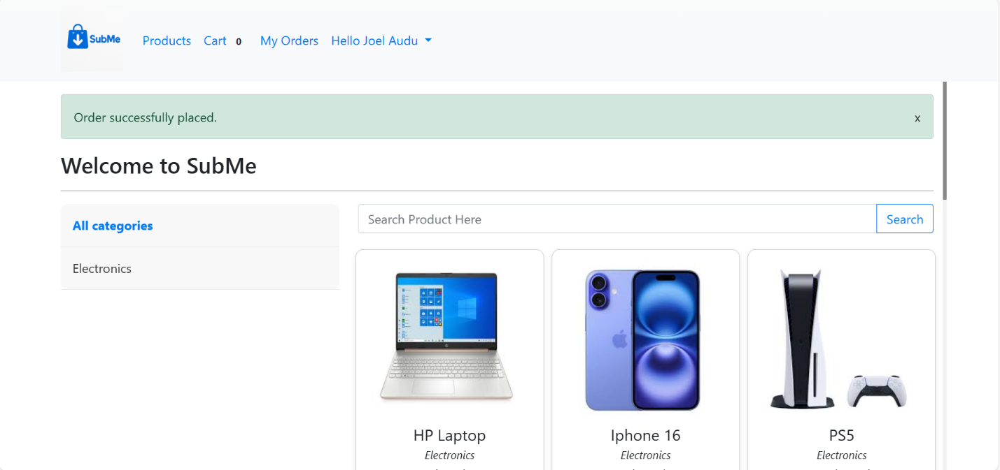 SubMe
Products Cart 0 My Orders Hello Joel Audu
Order successfully placed.
x
Welcome to SubMe
All categories
Electronics
Search Product Here
Search
HP Laptop
Electronics
Iphone 16
Electronics
PS5
Electronics